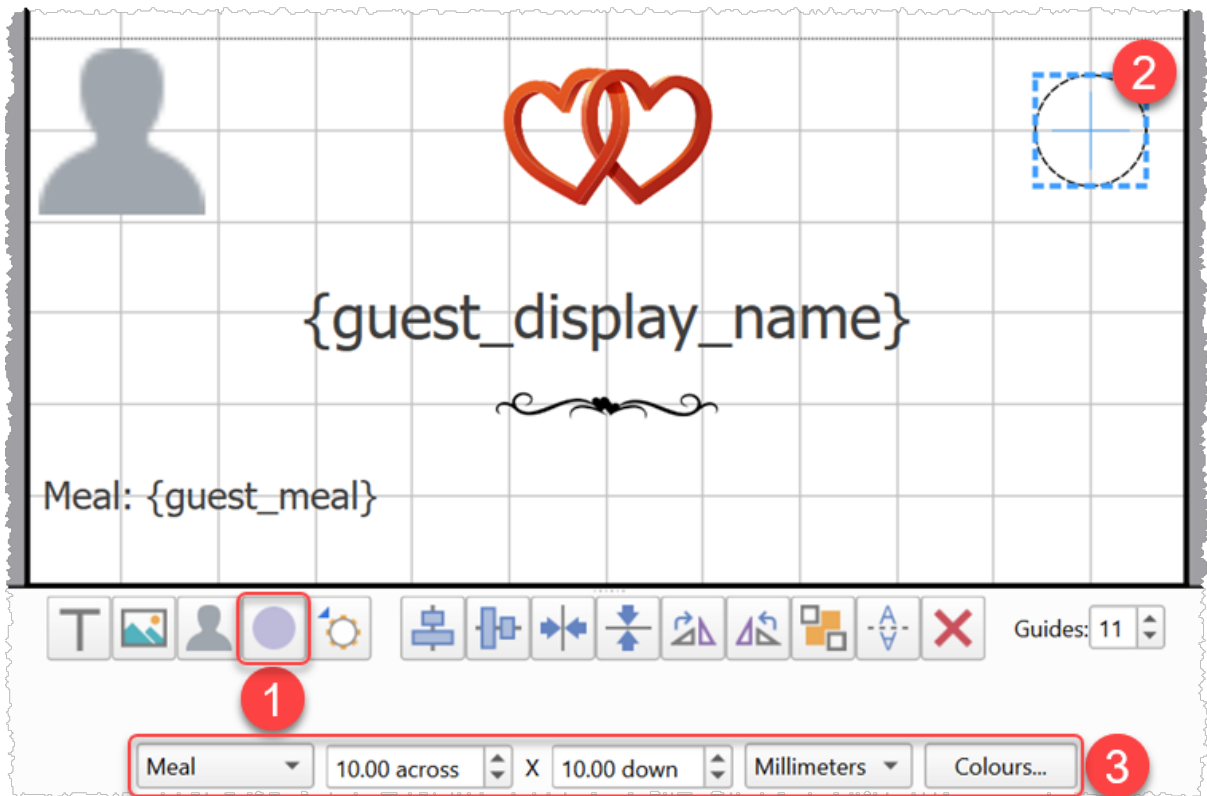 2
{guest_display_name}
Meal: {guest_meal}
T
A
A
Guides: 11
1
Meal 10.00 across X 10.00 down Millimeters Colours... 3